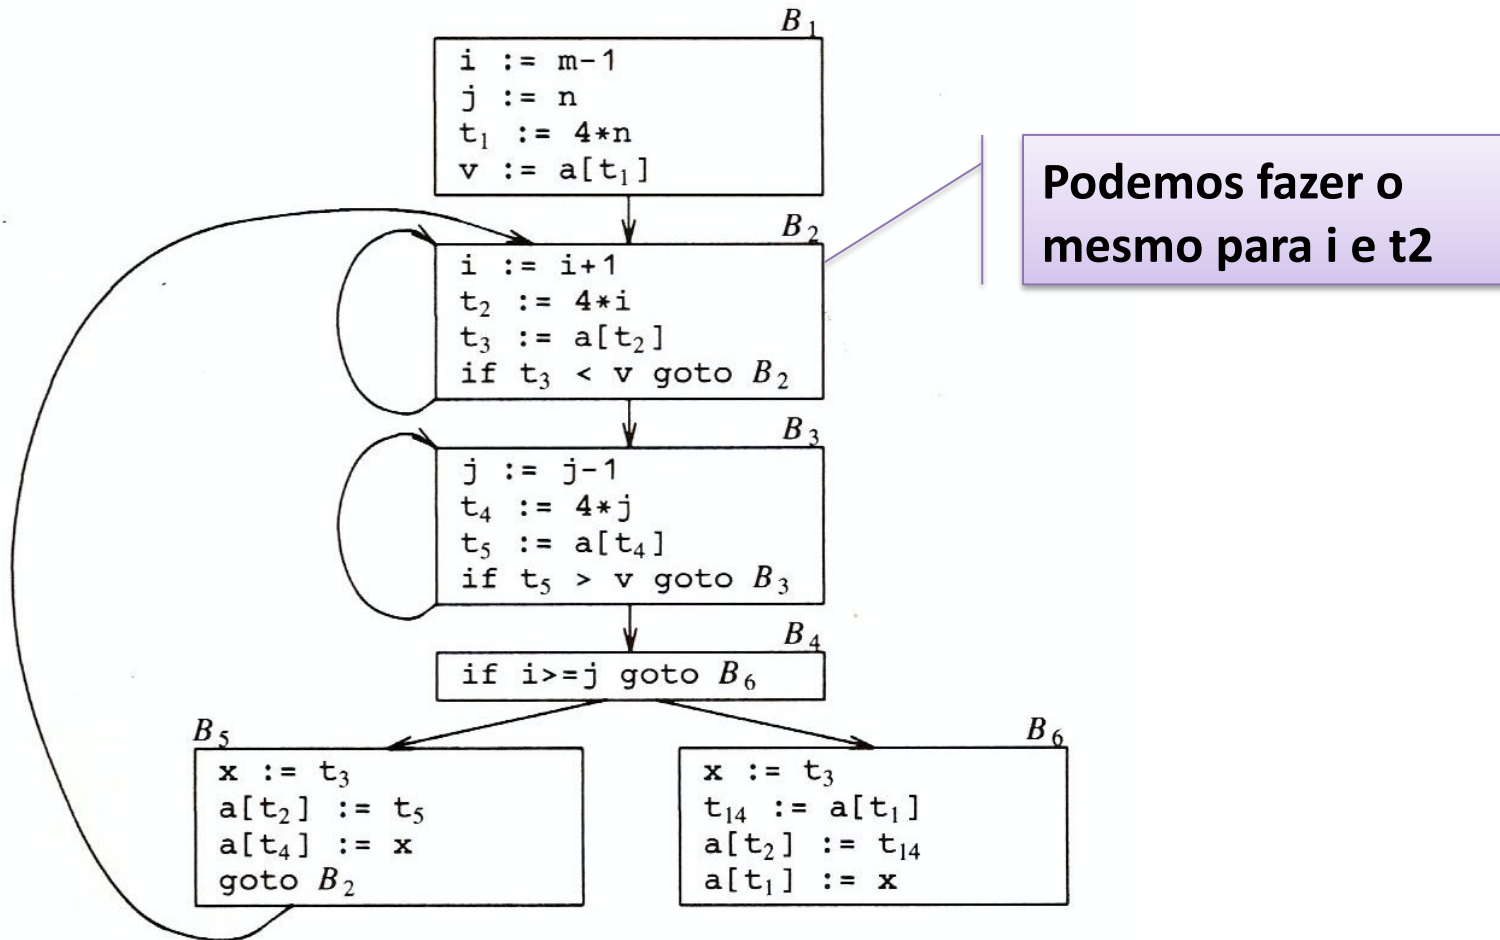 B₁
i := m-1
j := n
t₁ := 4*n
v := a[t₁]
Podemos fazer o
mesmo para i e t2
B₂
i := i+1
t₂ := 4*i
t₃ := a[t₂]
if t₃ < v goto B₂
B₃
j := j-1
t₄ := 4*j
t₅ := a[t₄]
if t₅ > v goto B₃
B₄
if i>=j goto B₆
B₅
x := t₃
a[t₂] := t₅
a[t₄] := x
goto B₂
B₆
x := t₃
t₁₄ := a[t₁]
a[t₂] := t₁₄
a[t₁] := x